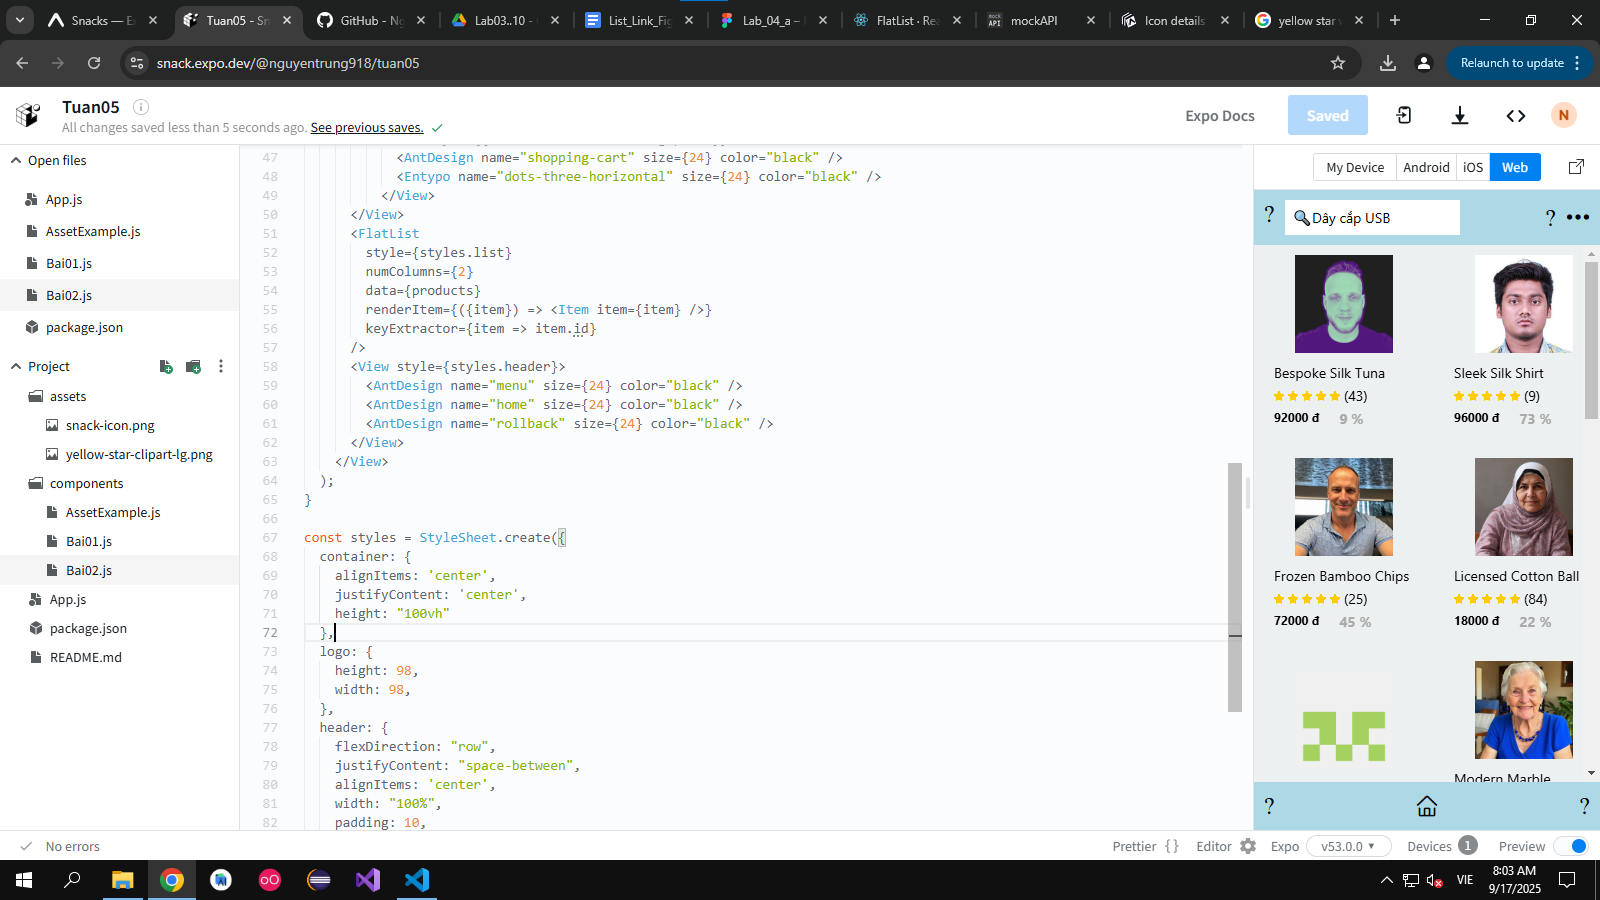 Snacks — E
Tuan05 - Sn
GitHub - No
Lab03..10 -
List_Link_Fig
Lab_04_a –
FlatList · Rea
mockAPI
Icon details
yellow star
snack.expo.dev/@nguyentrung918/tuan05
Relaunch to update
Tuan05
All changes saved less than 5 seconds ago. See previous saves.
Expo Docs
Saved
N
Open files
App.js
AssetExample.js
Bai01.js
Bai02.js
package.json
Project
assets
snack-icon.png
yellow-star-clipart-lg.png
components
AssetExample.js
Bai01.js
Bai02.js
App.js
package.json
README.md
47 <AntDesign name="shopping-cart" size={24} color="black" />
48 <Entypo name="dots-three-horizontal" size={24} color="black" />
49 </View>
50 </View>
51 <FlatList
52 style={styles.list}
53 numColumns={2}
54 data={products}
55 renderItem={({item}) => <Item item={item} />}
56 keyExtractor={item => item.id}
57 />
58 <View style={styles.header}>
59 <AntDesign name="menu" size={24} color="black" />
60 <AntDesign name="home" size={24} color="black" />
61 <AntDesign name="rollback" size={24} color="black" />
62 </View>
63 </View>
64 );
65 }
66
67 const styles = StyleSheet.create({
68 container: {
69 alignItems: 'center',
70 justifyContent: 'center',
71 height: "100vh"
72 },
73 logo: {
74 height: 98,
75 width: 98,
76 },
77 header: {
78 flexDirection: "row",
79 justifyContent: "space-between",
80 alignItems: 'center',
81 width: "100%",
82 padding: 10,
My Device
Android
iOS
Web
?
Dây cắp USB
? •••
Bespoke Silk Tuna
(43)
92000 đ 9 %
Sleek Silk Shirt
(9)
96000 đ 73 %
Frozen Bamboo Chips
(25)
72000 đ 45 %
Licensed Cotton Ball
(84)
18000 đ 22 %
Modern Marble
? ?
No errors
Prettier { }
Editor
Expo
v53.0.0
Devices 1
Preview
VIE
8:03 AM
9/17/2025